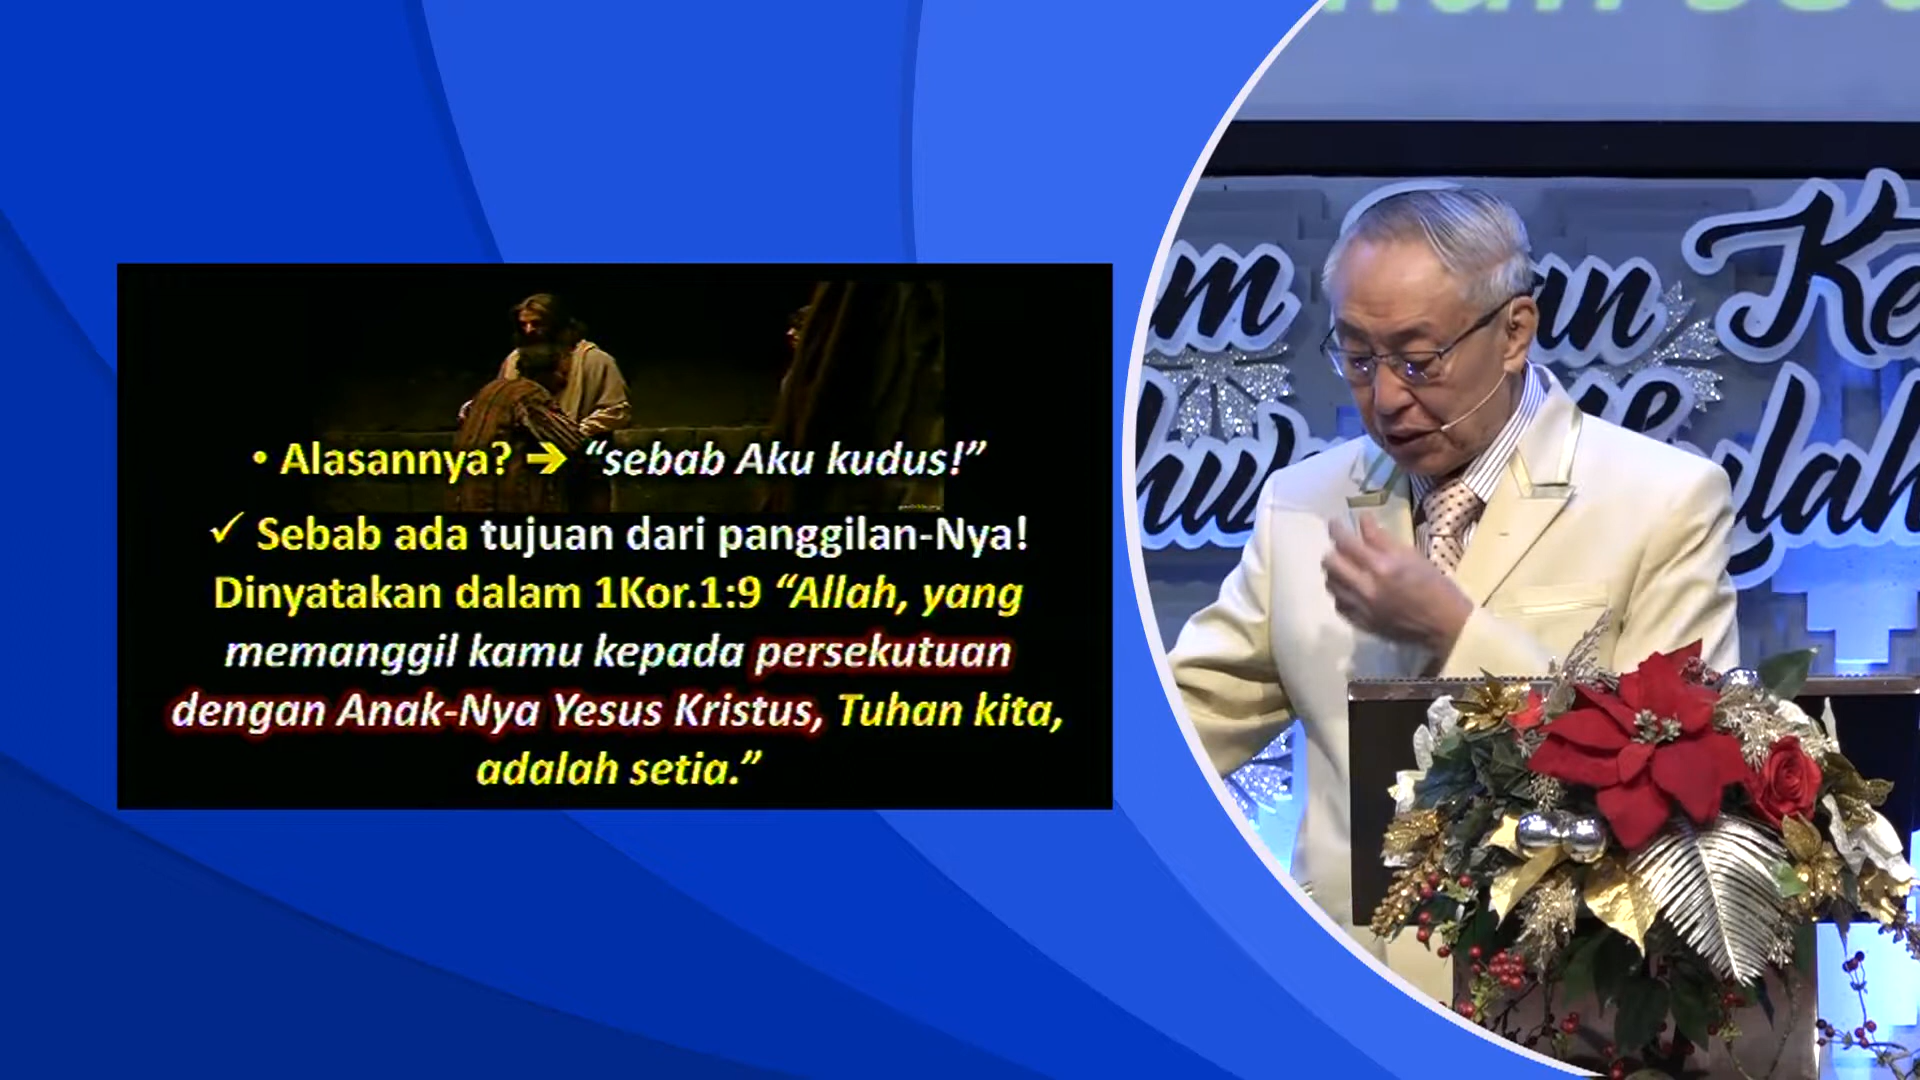 • Alasannya? ➔ “sebab Aku kudus!”
✓ Sebab ada tujuan dari panggilan-Nya!
Dinyatakan dalam 1Kor.1:9 “Allah, yang
memanggil kamu kepada persekutuan
dengan Anak-Nya Yesus Kristus, Tuhan kita,
adalah setia.”